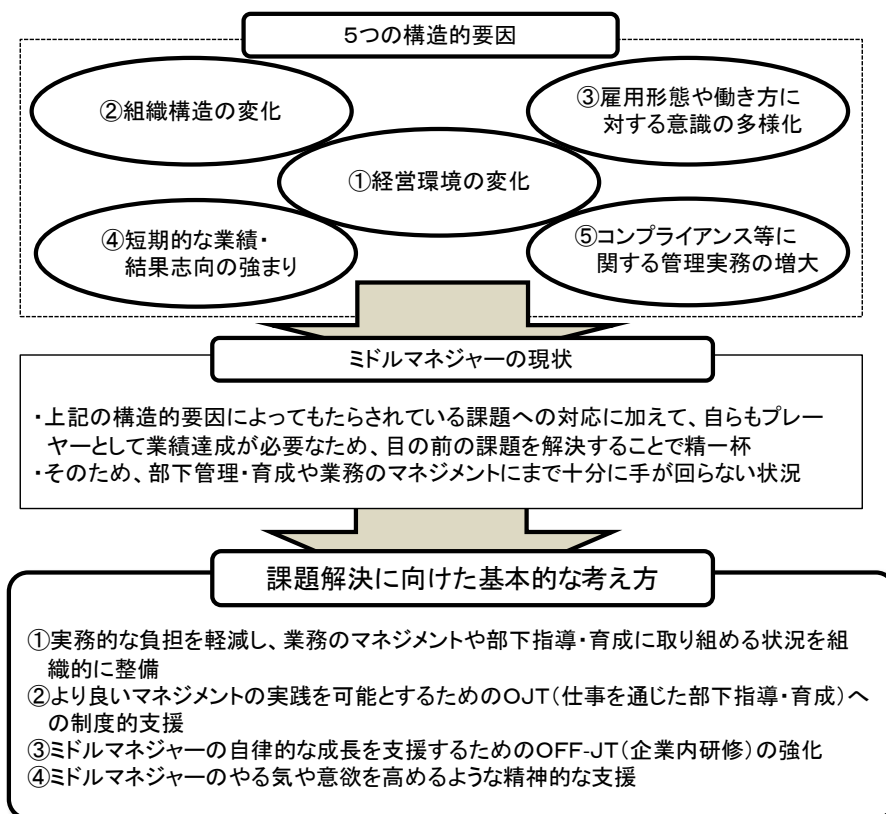 5つの構造的要因
②組織構造の変化
③雇用形態や働き方に
対する意識の多様化
①経営環境の変化
④短期的な業績・
結果志向の強まり
⑤コンプライアンス等に
関する管理実務の増大
ミドルマネジャーの現状
・上記の構造的要因によってもたらされている課題への対応に加えて、自らもプレー
ヤーとして業績達成が必要なため、目の前の課題を解決することで精一杯
・そのため、部下管理・育成や業務のマネジメントにまで十分に手が回らない状況
課題解決に向けた基本的な考え方
①実務的な負担を軽減し、業務のマネジメントや部下指導・育成に取り組める状況を組
織的に整備
②より良いマネジメントの実践を可能とするためのOJT(仕事を通じた部下指導・育成)へ
の制度的支援
③ミドルマネジャーの自律的な成長を支援するためのOFF-JT(企業内研修)の強化
④ミドルマネジャーのやる気や意欲を高めるような精神的な支援